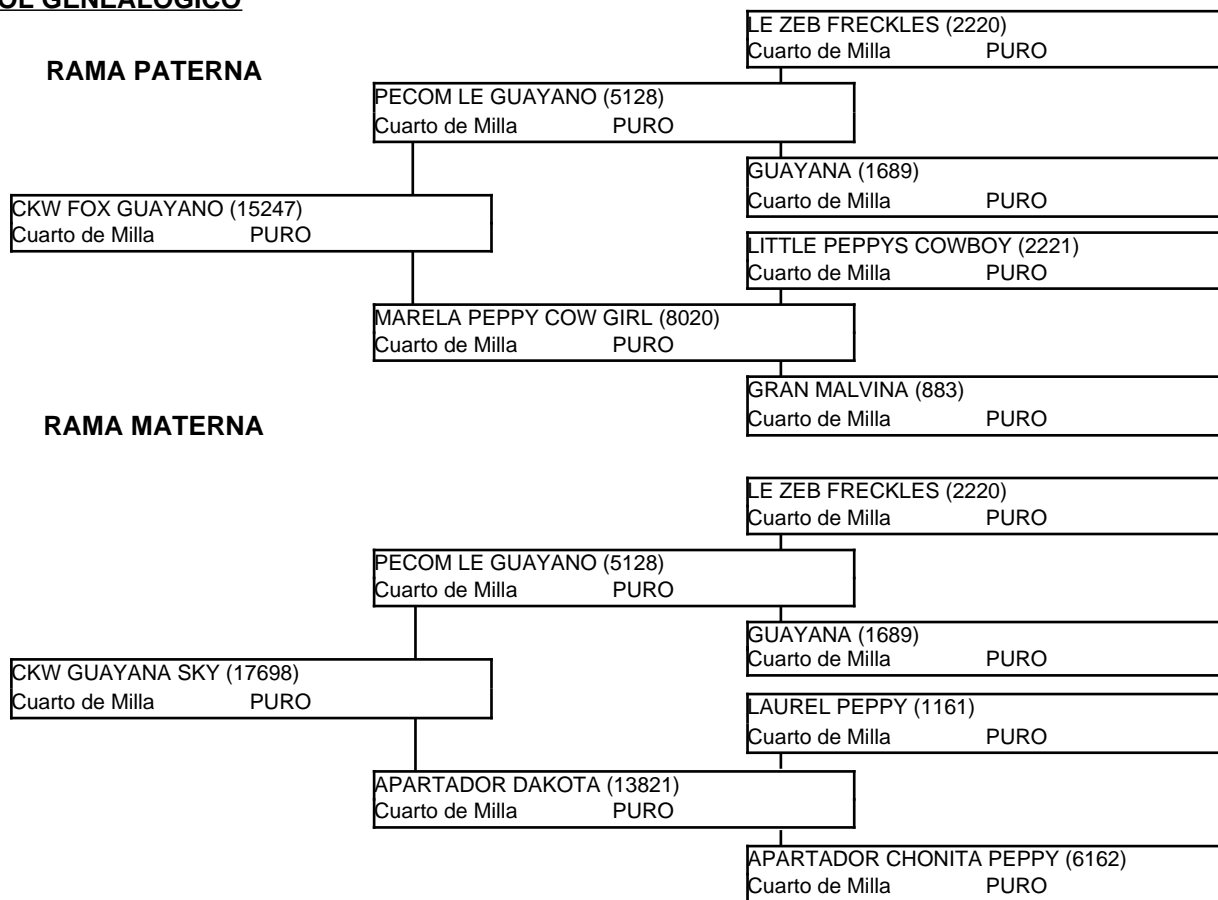 OL GENEALOGICO
RAMA PATERNA
LE ZEB FRECKLES (2220)
Cuarto de Milla PURO
PECOM LE GUAYANO (5128)
Cuarto de Milla PURO
GUAYANA (1689)
Cuarto de Milla PURO
CKW FOX GUAYANO (15247)
Cuarto de Milla PURO
LITTLE PEPPYS COWBOY (2221)
Cuarto de Milla PURO
MARELA PEPPY COW GIRL (8020)
Cuarto de Milla PURO
GRAN MALVINA (883)
Cuarto de Milla PURO
RAMA MATERNA
LE ZEB FRECKLES (2220)
Cuarto de Milla PURO
PECOM LE GUAYANO (5128)
Cuarto de Milla PURO
GUAYANA (1689)
Cuarto de Milla PURO
CKW GUAYANA SKY (17698)
Cuarto de Milla PURO
LAUREL PEPPY (1161)
Cuarto de Milla PURO
APARTADOR DAKOTA (13821)
Cuarto de Milla PURO
APARTADOR CHONITA PEPPY (6162)
Cuarto de Milla PURO